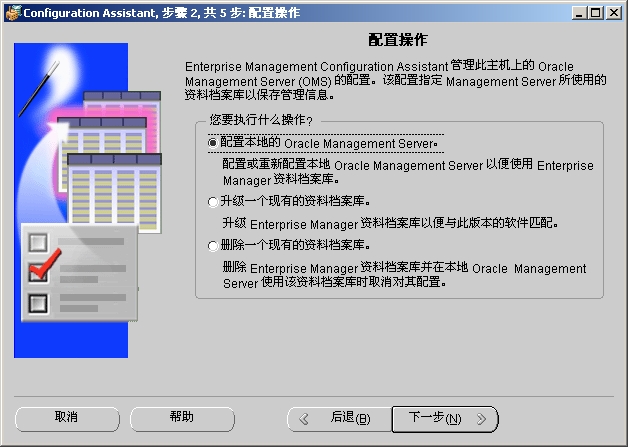 Configuration Assistant, 步骤 2, 共 5 步: 配置操作
配置操作
Enterprise Management Configuration Assistant 管理此主机上的 Oracle
Management Server (OMS) 的配置。该配置指定 Management Server 所使用的
资料档案库以保存管理信息。
您要执行什么操作?
配置本地的 Oracle Management Server。
配置或重新配置本地 Oracle Management Server 以便使用 Enterprise
Manager 资料档案库。
升级一个现有的资料档案库。
升级 Enterprise Manager 资料档案库以便与此版本的软件匹配。
删除一个现有的资料档案库。
删除 Enterprise Manager 资料档案库并在本地 Oracle Management
Server 使用该资料档案库时取消对其配置。
取消 帮助 后退(B) 下一步(N)